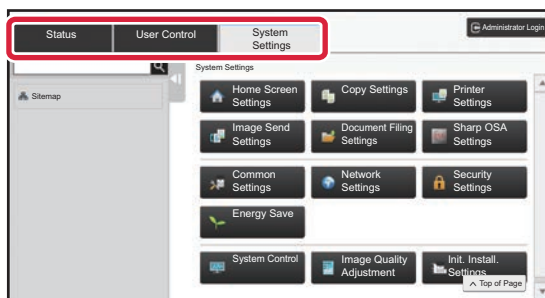 Status
User Control
System
Settings
Administrator Login
System Settings
Sitemap
Home Screen
Settings
Copy Settings
Printer
Settings
Image Send
Settings
Document Filing
Settings
Sharp OSA
Settings
Common
Settings
Network
Settings
Security
Settings
Energy Save
System Control
Image Quality
Adjustment
Init. Install.
Settings
Top of Page